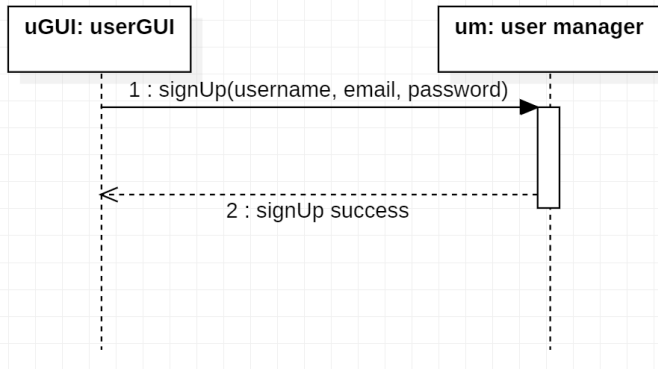 uGUI: userGUI
um: user manager
1 : signUp(username, email, password)
2 : signUp success